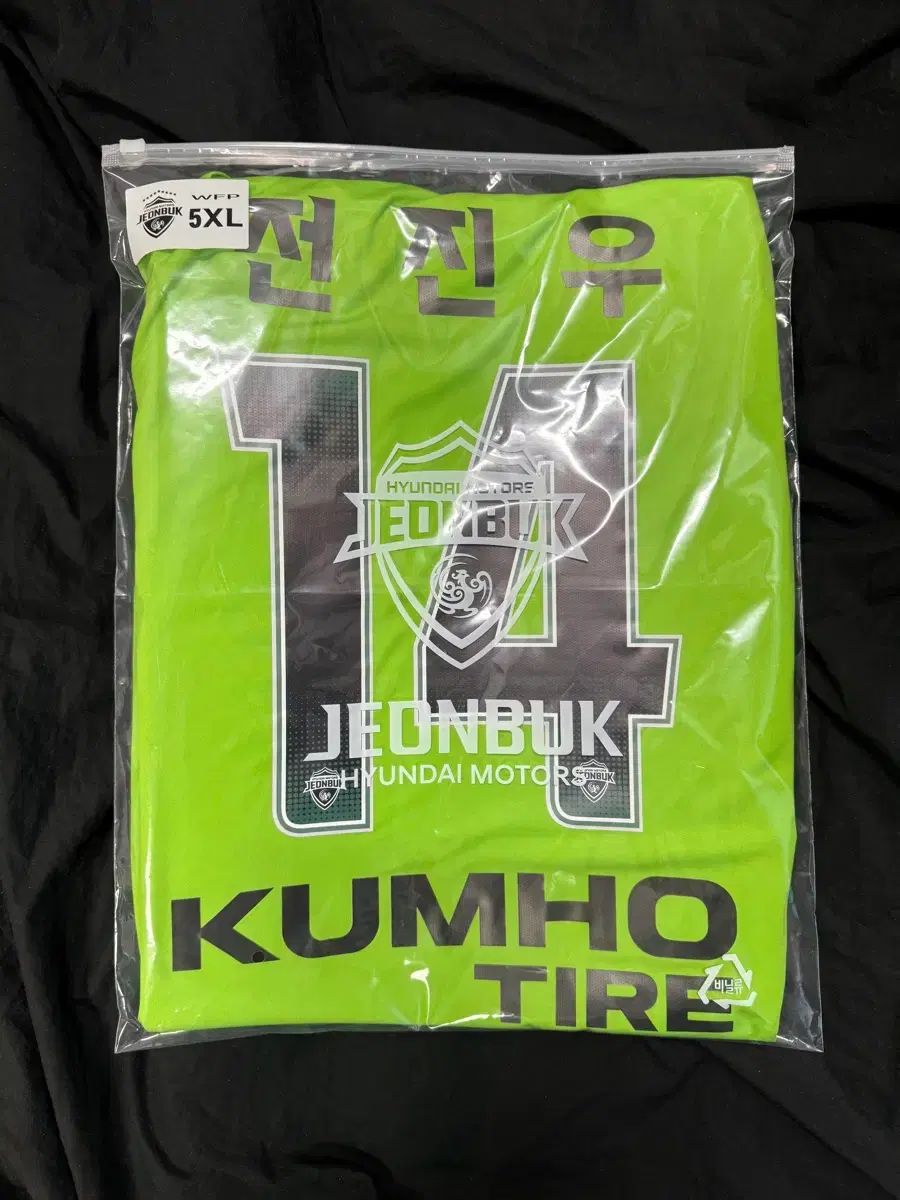 WFP
JEONBUK
5XL
전진우
14
HYUNDAI MOTORS
JEONBUK
JEONBUK
HYUNDAI MOTORS
JEONBUK
JEONBUK
KUMHO
TIRE
비닐류